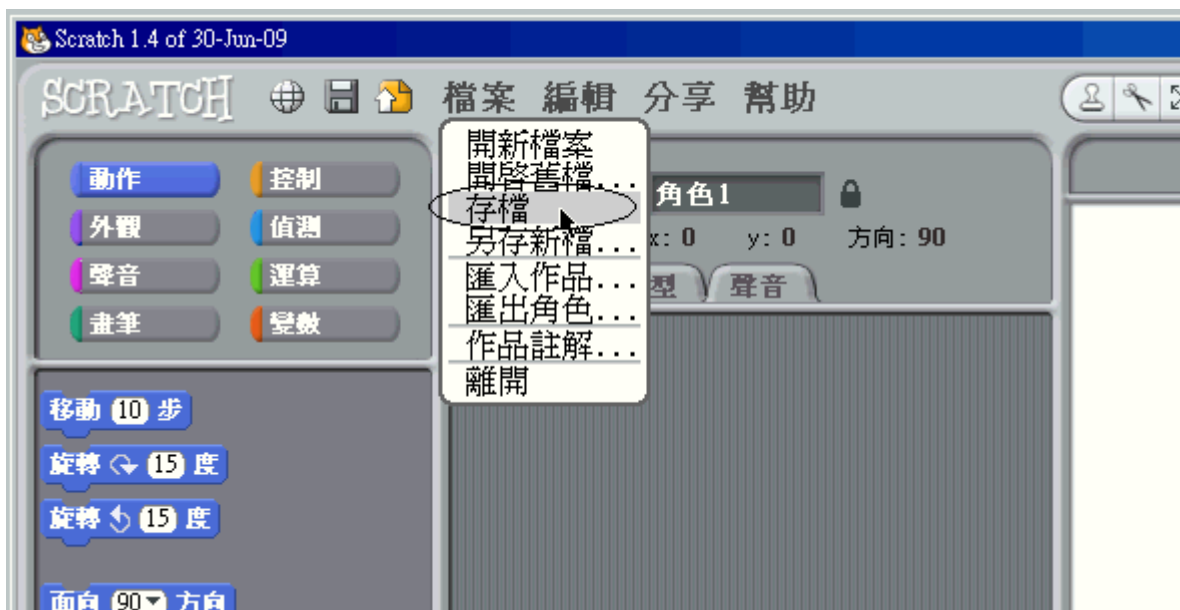 Scratch 1.4 of 30-Jun-09
SCRATCH 檔案 編輯 分享 幫助
開新檔案
開啓舊檔...
存檔
另存新檔...
匯入作品...
匯出角色...
作品註解...
離開
動作 控制
外觀 偵測
聲音 運算
畫筆 變數
角色1
x: 0 y: 0 方向: 90
型 聲音
移動 10 步
旋轉 15 度
旋轉 15 度
面向 90 方向